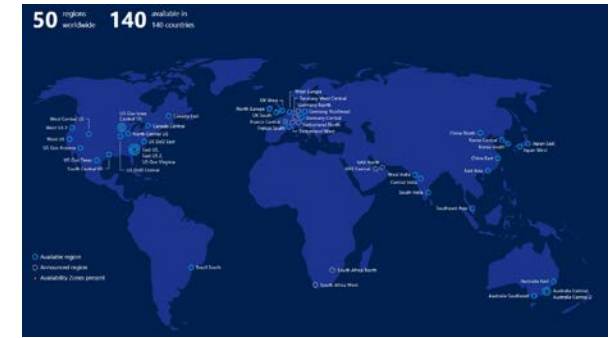 50 regions worldwide 140 available in 140 countries
West Central US
West US 2
West US
US Gov Arizona
US Gov Texas
South Central US
US Gov Iowa
Central US
Canada East
Canada Central
North Central US
US DoD East
East US
East US 2
US Gov Virginia
US DoD Central
West Europe
UK West
Germany West Central
Germany North
North Europe
Germany Northeast
UK South
Germany Central
France Central
Switzerland North
France South
Switzerland West
UAE North
UAE Central
West India
Central India
South India
China North
Korea Central
Korea South
Japan East
Japan West
China East
East Asia
Southeast Asia
Brazil South
South Africa North
South Africa West
Australia East
Australia Southeast
Australia Central
Australia Central 2
Available region
Announced region
Availability Zones present